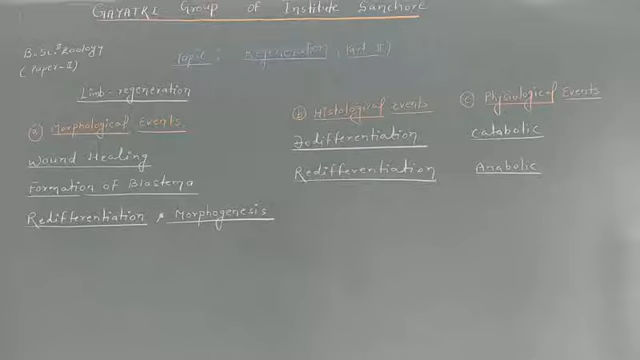 GAYATRI Group of Institute Sanchore
B.Sc. II Zoology
(Paper-II)
Topic: Regeneration (Part II)
Limb-regeneration
(a) Morphological Events
Wound Healing
Formation of Blastema
Redifferentiation & Morphogenesis
(b) Histological events
Dedifferentiation
Redifferentiation
(c) Physiological Events
Catabolic
Anabolic